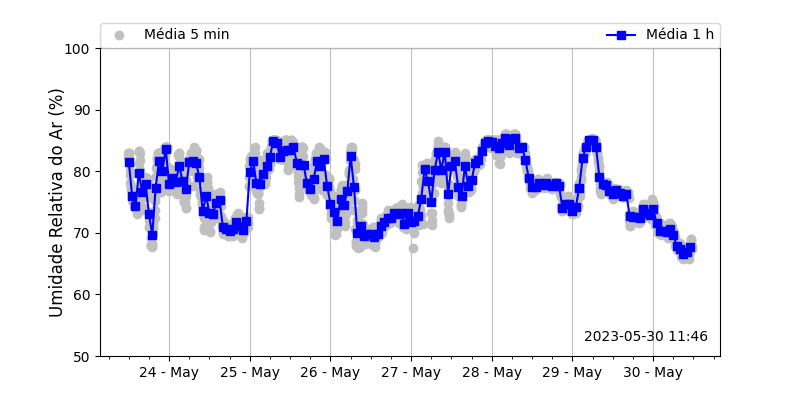 Média 5 min Média 1 h
Umidade Relativa do Ar (%)
100
90
80
70
60
50
2023-05-30 11:46
24 - May 25 - May 26 - May 27 - May 28 - May 29 - May 30 - May